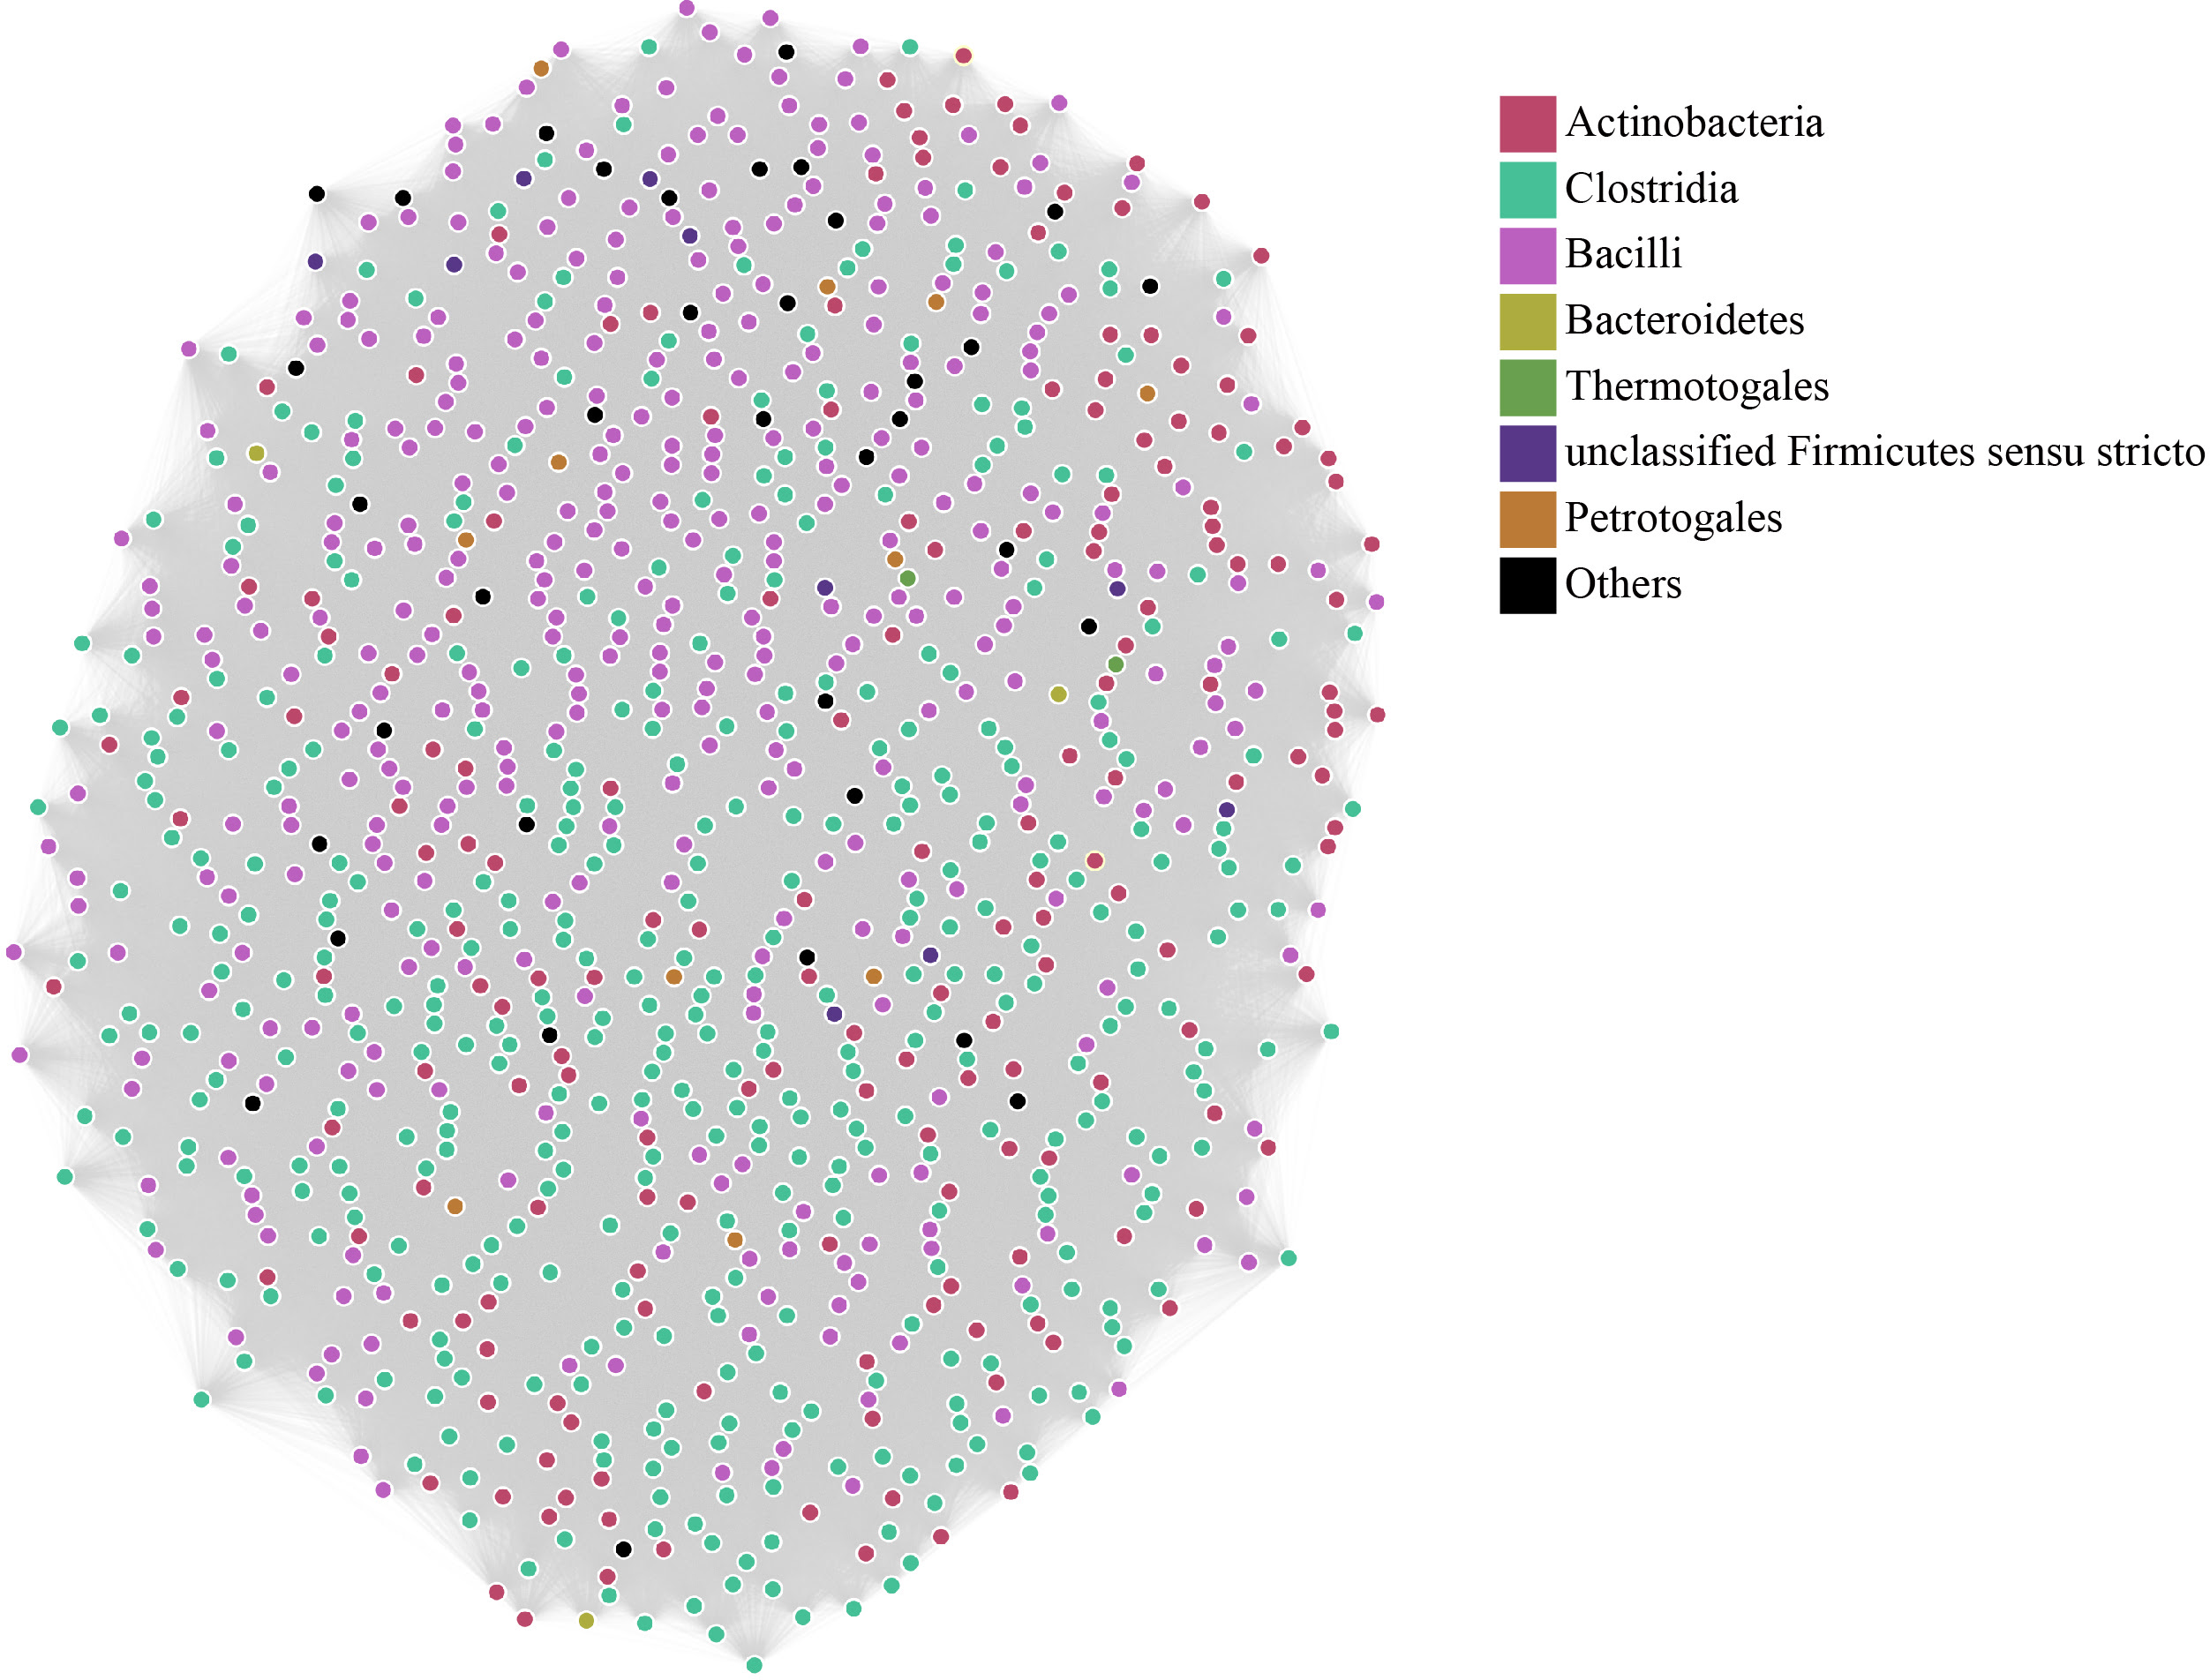 Actinobacteria
Clostridia
Bacilli
Bacteroidetes
Thermotogales
unclassified Firmicutes sensu stricto
Petrotogales
Others